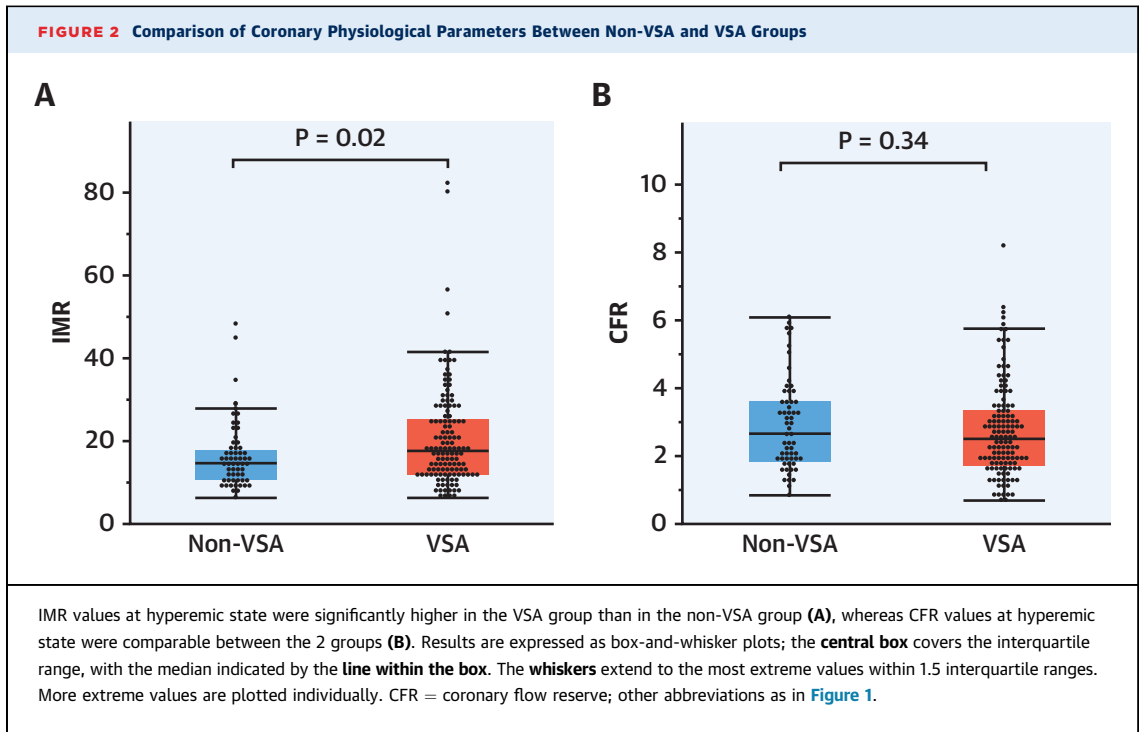 FIGURE 2 Comparison of Coronary Physiological Parameters Between Non-VSA and VSA Groups
A
P = 0.02
80
60
40
20
0
IMR
Non-VSA VSA
B
P = 0.34
10
8
6
4
2
0
CFR
Non-VSA VSA
IMR values at hyperemic state were significantly higher in the VSA group than in the non-VSA group (A), whereas CFR values at hyperemic
state were comparable between the 2 groups (B). Results are expressed as box-and-whisker plots; the central box covers the interquartile
range, with the median indicated by the line within the box. The whiskers extend to the most extreme values within 1.5 interquartile ranges.
More extreme values are plotted individually. CFR = coronary flow reserve; other abbreviations as in Figure 1.